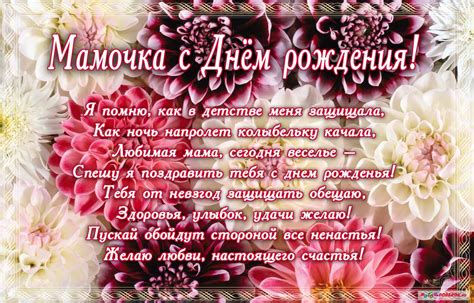 Мамочка с Днём рождения!
Я помню, как в детстве меня защищала,
Как ночь напролет колыбельку качала,
Любимая мама, сегодня веселье –
Спешу я поздравить тебя с днем рожденья!
Тебя от невзгод защищать обещаю,
Здоровья, улыбок, удачи желаю!
Пускай обойдут стороной все ненастья!
Желаю любви, настоящего счастья!